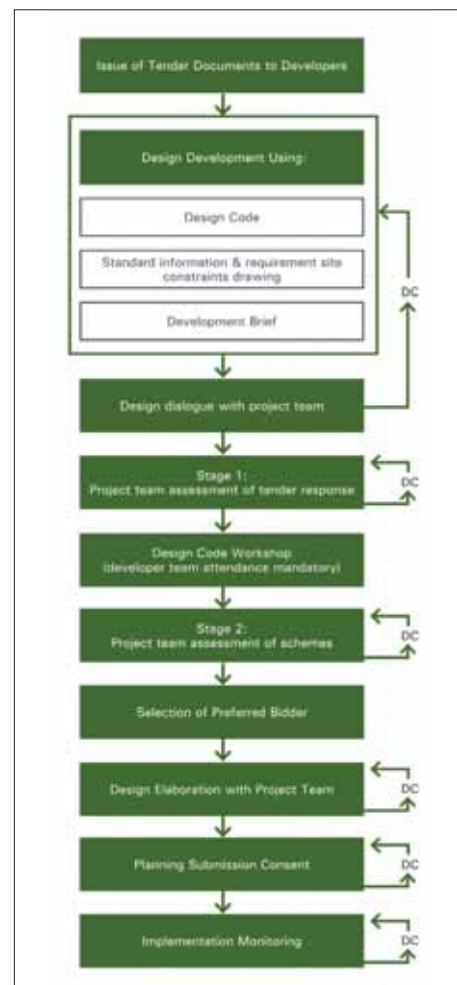 Issue of Tender Documents to Developers
Design Development Using:
Design Code
Standard information & requirement site
constraints drawing
Development Brief
DC
Design dialogue with project team
Stage 1:
Project team assessment of tender response
DC
Design Code Workshop
(developer team attendance mandatory)
Stage 2:
Project team assessment of schemes
DC
Selection of Preferred Bidder
Design Elaboration with Project Team
DC
Planning Submission Consent
DC
Implementation Monitoring
DC